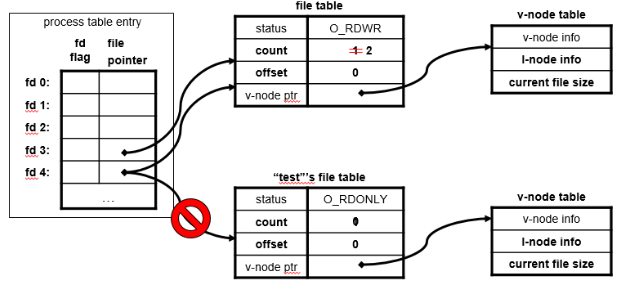 process table entry
fd file
flag pointer
fd 0:
fd 1:
fd 2:
fd 3:
fd 4:
...
file table
status O_RDWR
count 1 2
offset 0
v-node ptr
v-node table
v-node info
I-node info
current file size
“test”’s file table
status O_RDONLY
count 0
offset 0
v-node ptr
v-node table
v-node info
I-node info
current file size